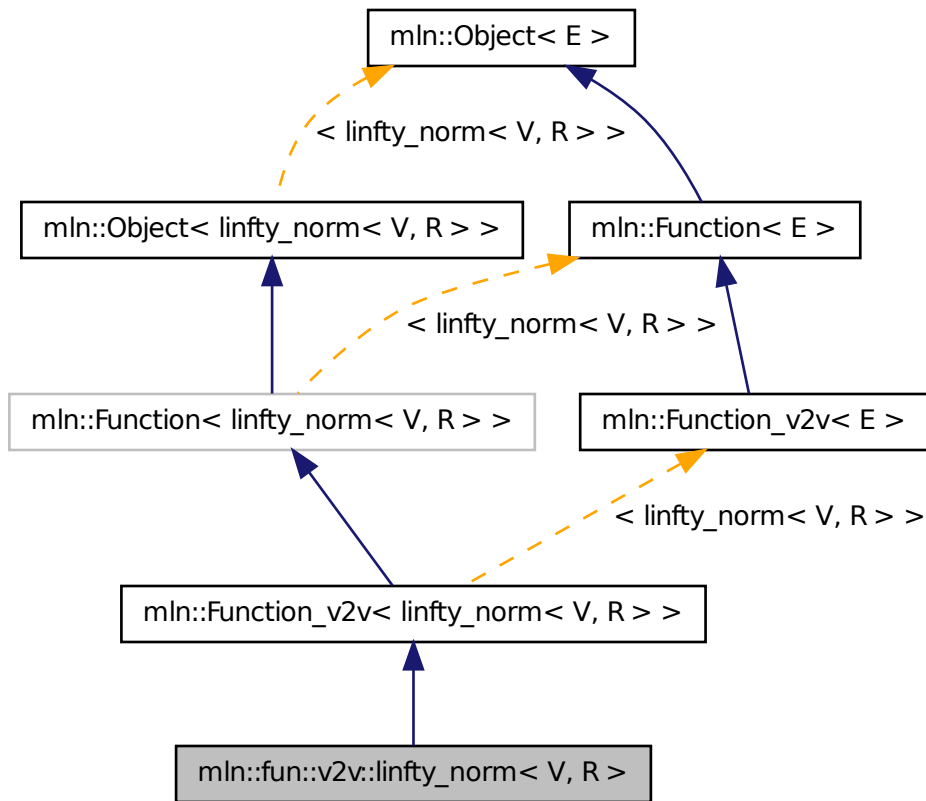 mln::Object< E >
< linfty_norm< V, R > >
mln::Object< linfty_norm< V, R > >
mln::Function< E >
< linfty_norm< V, R > >
mln::Function< linfty_norm< V, R > >
mln::Function_v2v< E >
< linfty_norm< V, R > >
mln::Function_v2v< linfty_norm< V, R > >
mln::fun::v2v::linfty_norm< V, R >